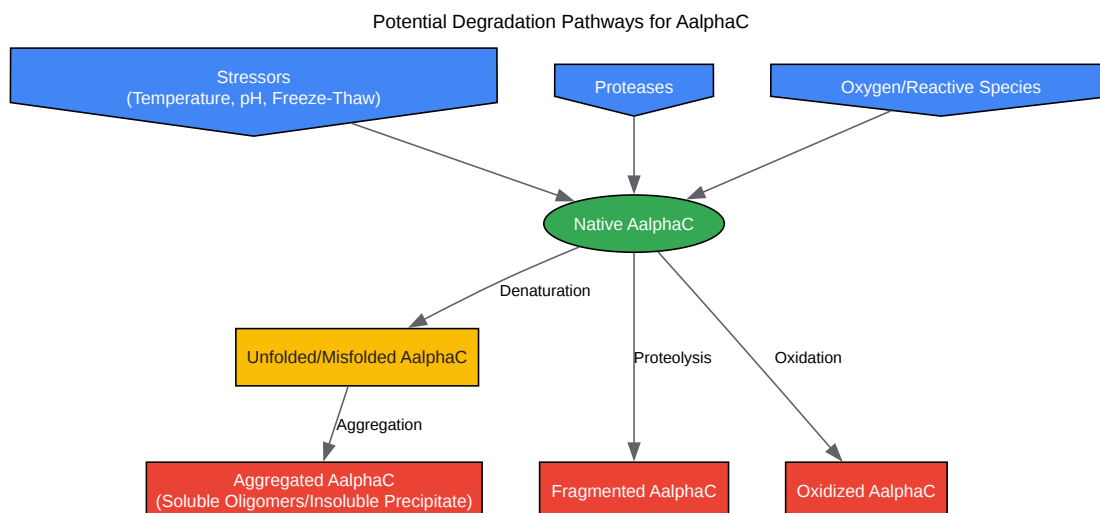 Potential Degradation Pathways for AalphaC
Stressors
(Temperature, pH, Freeze-Thaw)
Proteases
Oxygen/Reactive Species
Native AalphaC
Denaturation
Unfolded/Misfolded AalphaC
Proteolysis
Oxidation
Aggregation
Aggregated AalphaC
(Soluble Oligomers/Insoluble Precipitate)
Fragmented AalphaC
Oxidized AalphaC